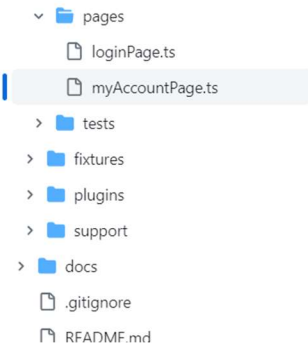 pages
loginPage.ts
myAccountPage.ts
tests
fixtures
plugins
support
docs
.gitignore
README.md